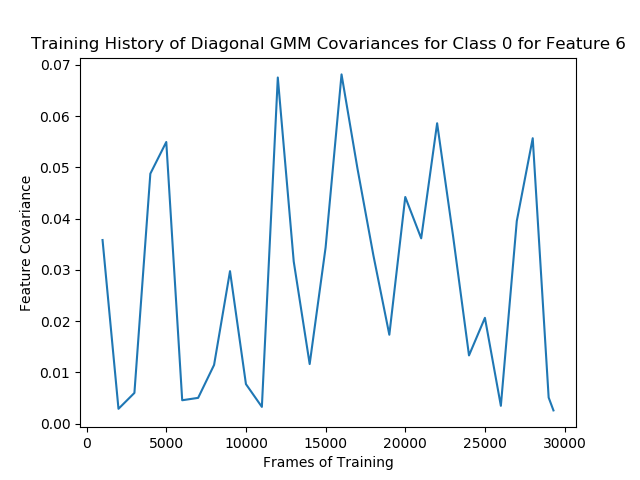 Training History of Diagonal GMM Covariances for Class 0 for Feature 6
0.07
0.06
0.05
0.04
0.03
0.02
0.01
0.00
Feature Covariance
0 5000 10000 15000 20000 25000 30000
Frames of Training